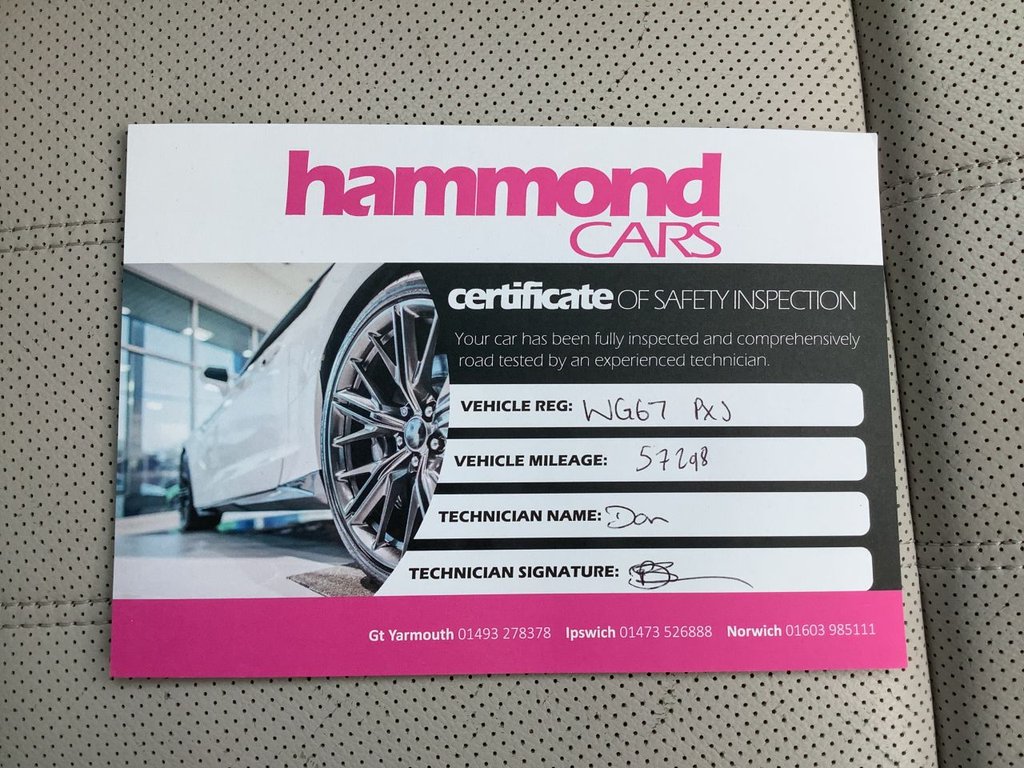 hammond
CARS
certificate OF SAFETY INSPECTION
Your car has been fully inspected and comprehensively
road tested by an experienced technician.
VEHICLE REG: WG67 PXJ
VEHICLE MILEAGE: 57298
TECHNICIAN NAME: Dan
TECHNICIAN SIGNATURE:
Gt Yarmouth 01493 278378 Ipswich 01473 526888 Norwich 01603 985111